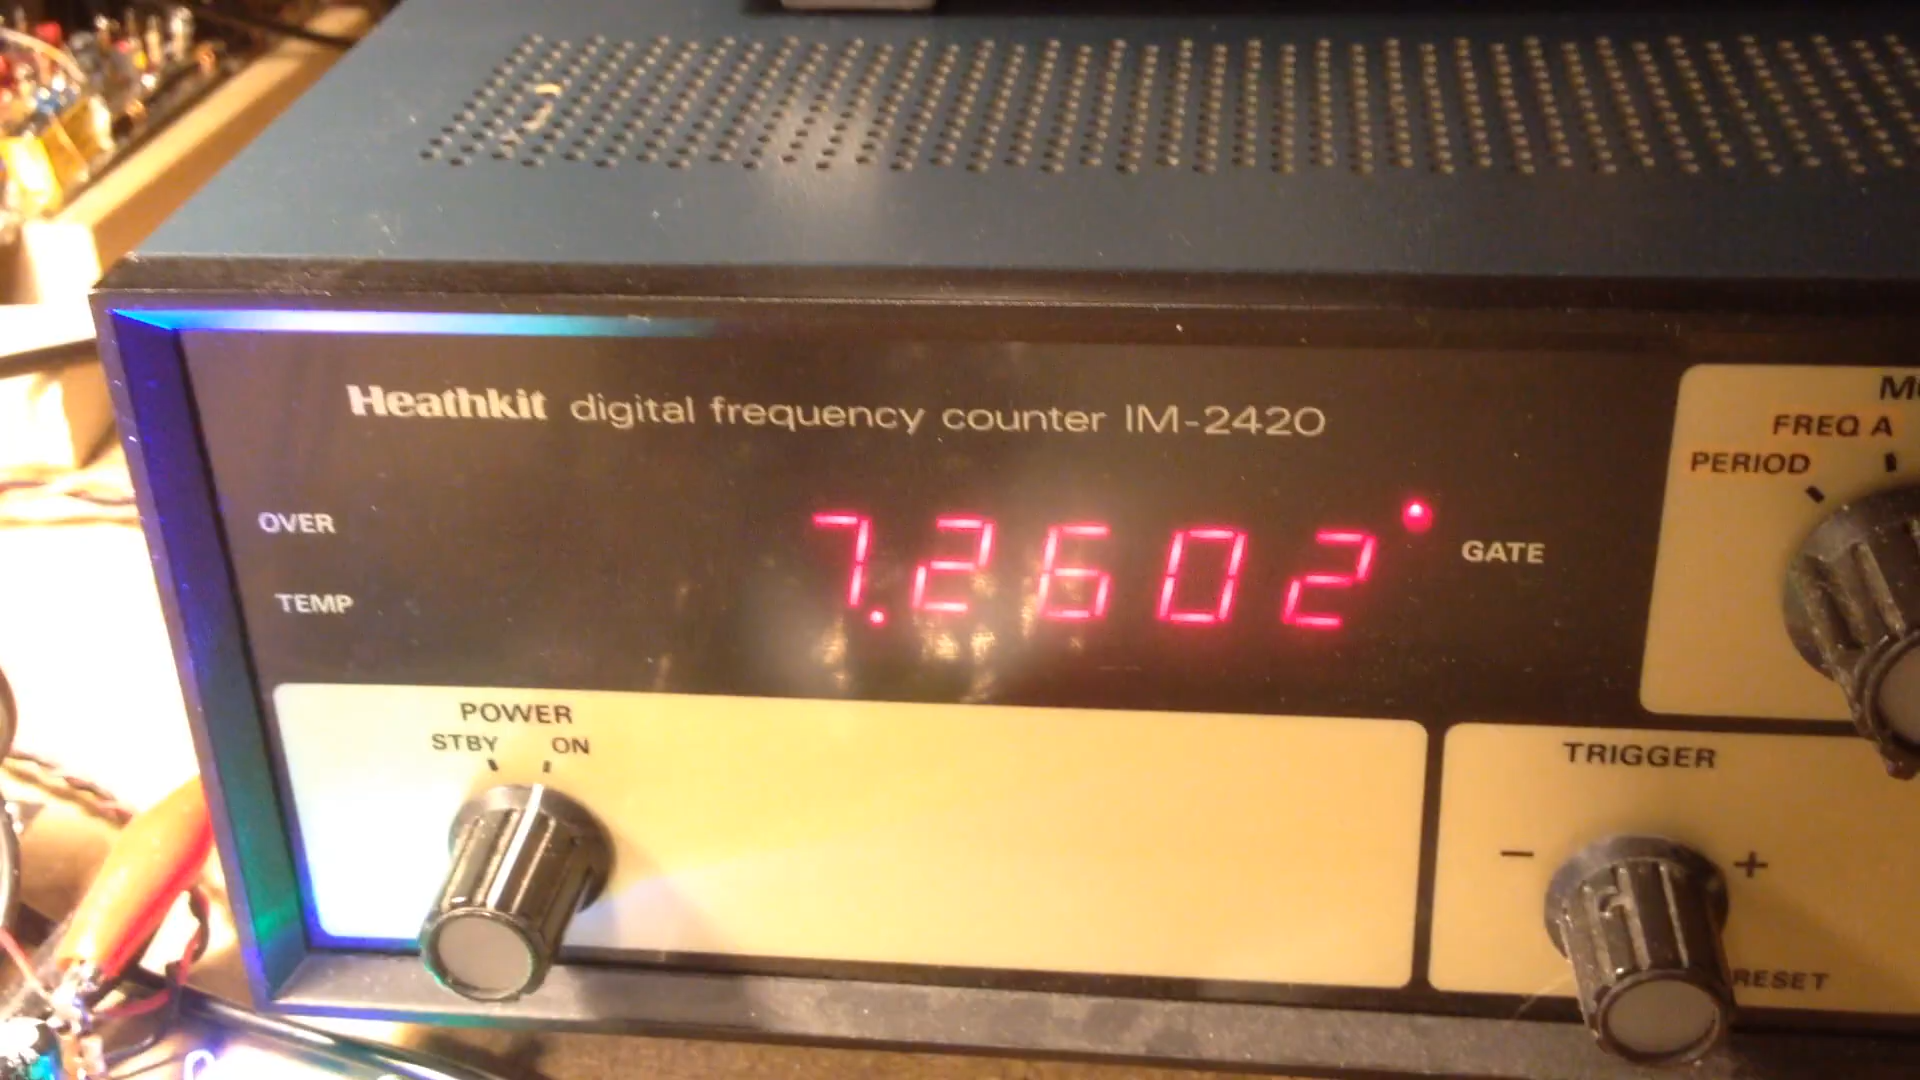 Heathkit digital frequency counter IM-2420
FREQ A
PERIOD
OVER
7.2602
GATE
TEMP
POWER
STBY ON
TRIGGER
- +
RESET